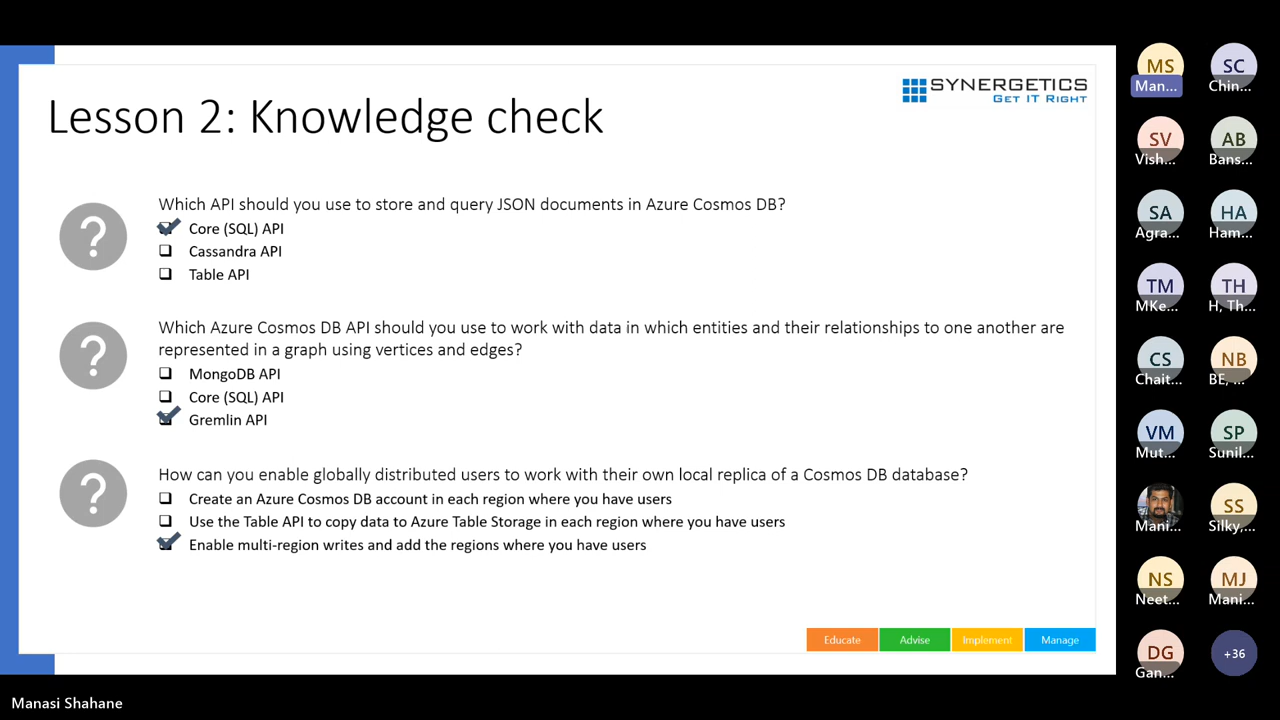 SYNERGETICS
GET IT RIGHT
Lesson 2: Knowledge check
Which API should you use to store and query JSON documents in Azure Cosmos DB?
Core (SQL) API
Cassandra API
Table API
Which Azure Cosmos DB API should you use to work with data in which entities and their relationships to one another are
represented in a graph using vertices and edges?
MongoDB API
Core (SQL) API
Gremlin API
How can you enable globally distributed users to work with their own local replica of a Cosmos DB database?
Create an Azure Cosmos DB account in each region where you have users
Use the Table API to copy data to Azure Table Storage in each region where you have users
Enable multi-region writes and add the regions where you have users
Educate
Advise
Implement
Manage
MS
Man...
SC
Chin...
SV
Vish...
AB
Bans...
SA
Agra...
HA
Ham...
TM
MKe...
TH
H, Th...
CS
Chait...
NB
BE, ...
VM
Mut...
SP
Sunil...
Mani...
SS
Silky,...
NS
Neet...
MJ
Mani...
DG
Gan...
+36
Manasi Shahane